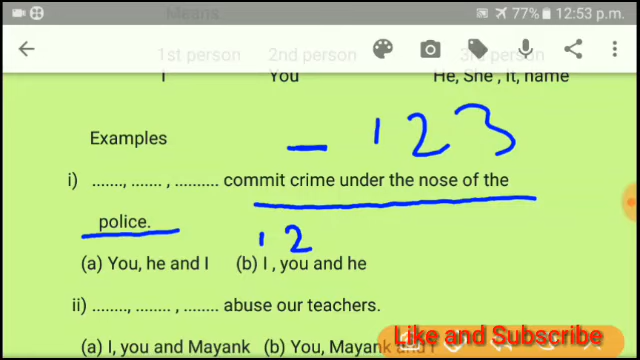 Means
77% 12:53 p.m.
1st person 2nd person 3rd person
I You He, She , It, name
Examples
– 1 2 3
i) ......., ....... , .......... commit crime under the nose of the
police.
1 2
(a) You, he and I (b) I , you and he
ii) ........, ........ , ........ abuse our teachers.
(a) I, you and Mayank (b) You, Mayank and I
Like and Subscribe